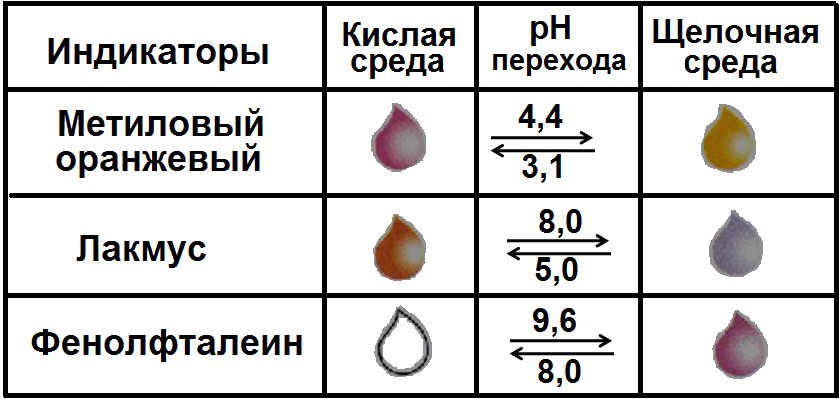 Индикаторы
Кислая
среда
pH
перехода
Щелочная
среда
Метиловый
оранжевый
4,4
3,1
Лакмус
8,0
5,0
Фенолфталеин
9,6
8,0